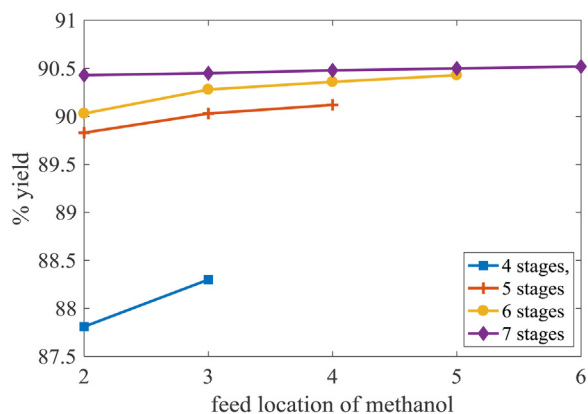 91
90.5
90
89.5
89
88.5
88
87.5
% yield
2
3
4
5
6
feed location of methanol
4 stages,
5 stages
6 stages
7 stages